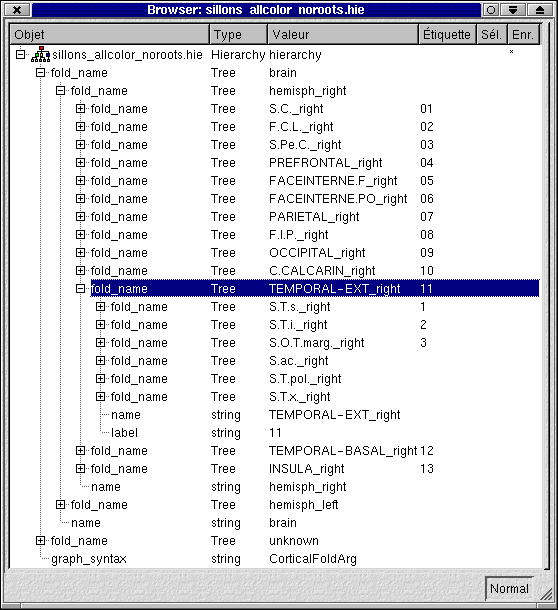 Browser: sillons_allcolor_noroots.hie
Objet Type Valeur Étiquette Sél. Enr.
sillons_allcolor_noroots.hie Hierarchy hierarchy *
fold_name Tree brain
fold_name Tree hemisph_right
fold_name Tree S.C._right 01
fold_name Tree F.C.L._right 02
fold_name Tree S.Pe.C._right 03
fold_name Tree PREFRONTAL_right 04
fold_name Tree FACEINTERNE.F_right 05
fold_name Tree FACEINTERNE.PO_right 06
fold_name Tree PARIETAL_right 07
fold_name Tree F.I.P._right 08
fold_name Tree OCCIPITAL_right 09
fold_name Tree C.CALCARIN_right 10
fold_name Tree TEMPORAL-EXT_right 11
fold_name Tree S.T.s._right 1
fold_name Tree S.T.i._right 2
fold_name Tree S.O.T.marg._right 3
fold_name Tree S.ac._right
fold_name Tree S.T.pol._right
fold_name Tree S.T.x._right
name string TEMPORAL-EXT_right
label string 11
fold_name Tree TEMPORAL-BASAL_right 12
fold_name Tree INSULA_right 13
name string hemisph_right
fold_name Tree hemisph_left
name string brain
fold_name Tree unknown
graph_syntax string CorticalFoldArg
Normal